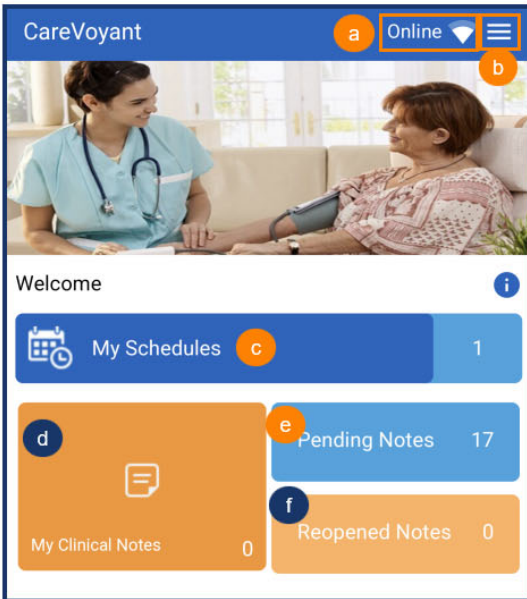 CareVoyant a Online
b
Welcome i
My Schedules c 1
d
e
Pending Notes 17
f
Reopened Notes 0
My Clinical Notes 0